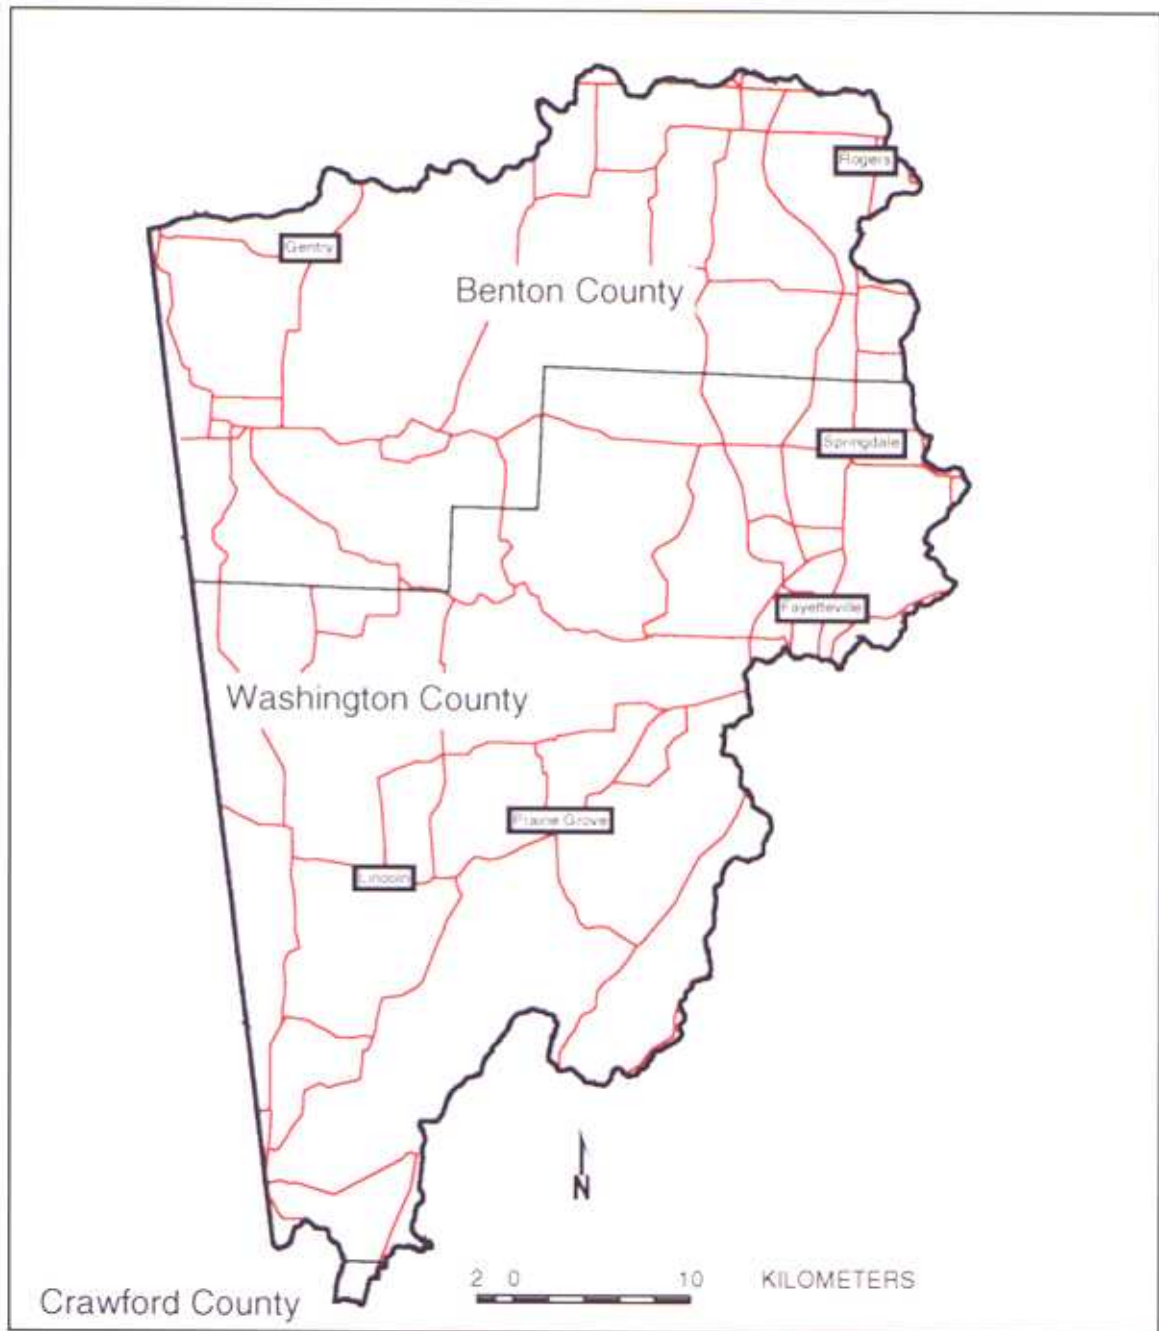 Rogers
Gentry
Benton County
Springdale
Fayetteville
Washington County
Prairie Grove
Lincoln
N
2 0 10 KILOMETERS
Crawford County